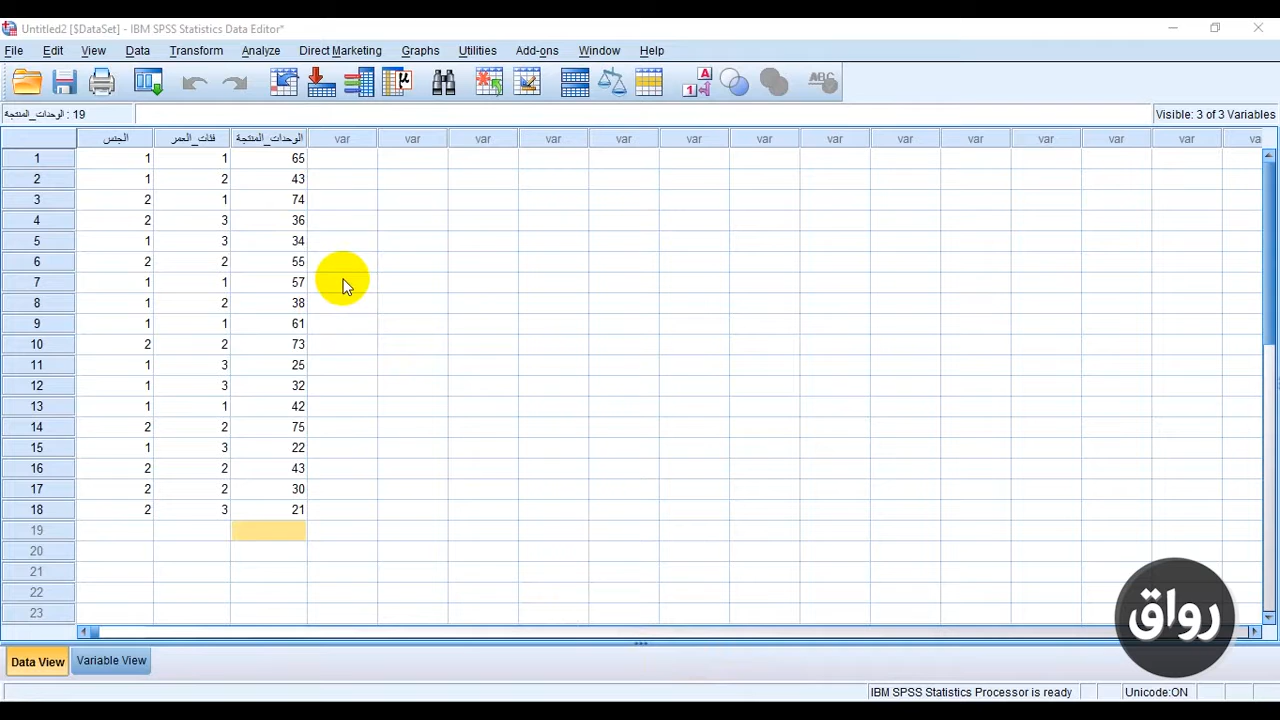 Untitled2 [$DataSet] - IBM SPSS Statistics Data Editor*
File Edit View Data Transform Analyze Direct Marketing Graphs Utilities Add-ons Window Help
19 : الوحدات_المنتجة Visible: 3 of 3 Variables
الجنس فئات_العمر الوحدات_المنتجة var var var var var var var var var var var var var va
1 1 1 65
2 1 2 43
3 2 1 74
4 2 3 36
5 1 3 34
6 2 2 55
7 1 1 57
8 1 2 38
9 1 1 61
10 2 2 73
11 1 3 25
12 1 3 32
13 1 1 42
14 2 2 75
15 1 3 22
16 2 2 43
17 2 2 30
18 2 3 21
19
20
21
22
23
رواق
Data View Variable View
IBM SPSS Statistics Processor is ready Unicode:ON